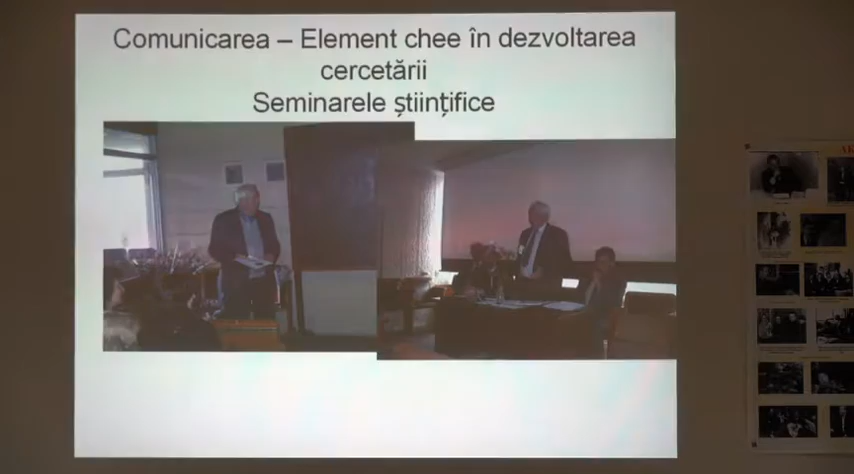 Comunicarea – Element chee în dezvoltarea
cercetării
Seminarele științifice